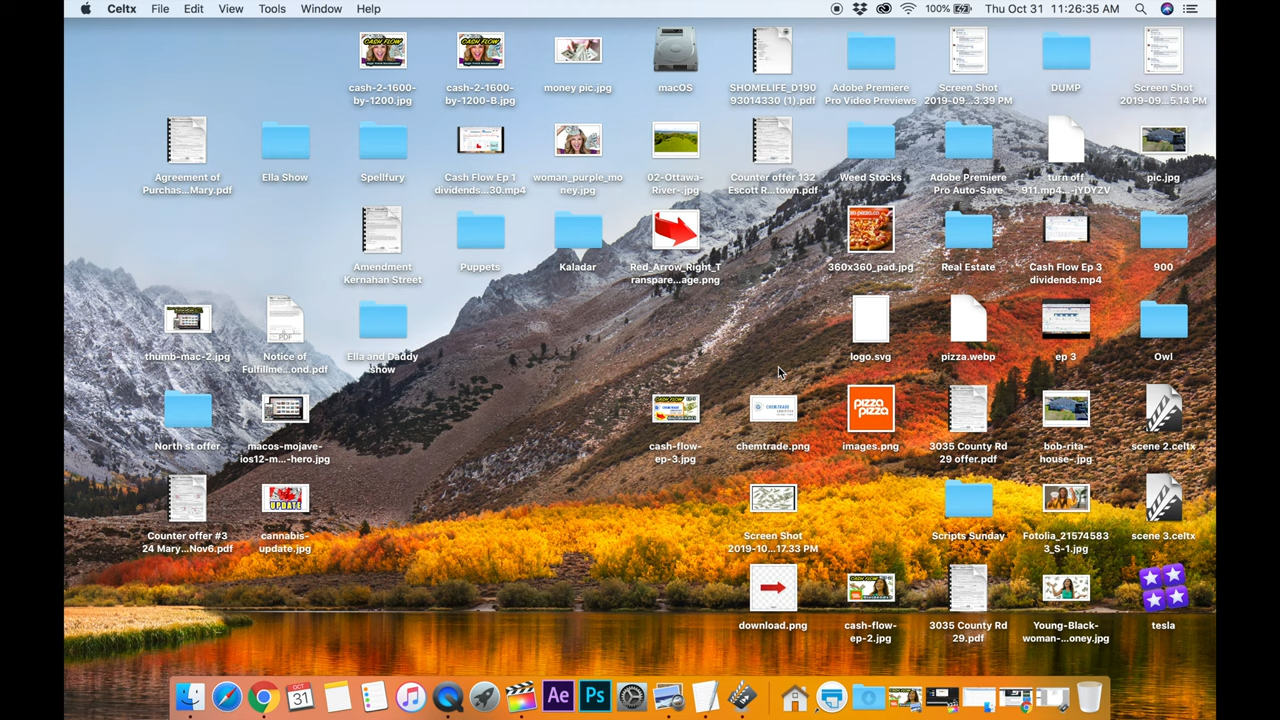 Celtx File Edit View Tools Window Help 100% Thu Oct 31 11:26:35 AM
cash-2-1600-
by-1200.jpg
cash-2-1600-
by-1200-B.jpg
money pic.jpg
macOS
SHOMELIFE_D190
93014330 (1).pdf
Adobe Premiere
Pro Video Previews
Screen Shot
2019-09...3.39 PM
DUMP
Screen Shot
2019-09...5.14 PM
Agreement of
Purchas...Mary.pdf
Ella Show
Spellfury
Cash Flow Ep 1
dividends...30.mp4
woman_purple_mo
ney.jpg
02-Ottawa-
River-.jpg
Counter offer 132
Escott R...town.pdf
Weed Stocks
Adobe Premiere
Pro Auto-Save
turn off
911.mp4...-jYDYZV
pic.jpg
Amendment
Kernahan Street
Puppets
Kaladar
Red_Arrow_Right_T
ranspare...age.png
360x360_pad.jpg
Real Estate
Cash Flow Ep 3
dividends.mp4
900
thumb-mac-2.jpg
Notice of
Fulfillme...ond.pdf
Ella and Daddy
show
logo.svg
pizza.webp
ep 3
Owl
North st offer
macos-mojave-
ios12-m...-hero.jpg
cash-flow-
ep-3.jpg
chemtrade.png
pizza
pizza
images.png
3035 County Rd
29 offer.pdf
bob-rita-
house-.jpg
scene 2.celtx
Counter offer #3
24 Mary...Nov6.pdf
UPDATE
cannabis-
update.jpg
Screen Shot
2019-10...17.33 PM
Scripts Sunday
Fotolia_21574583
3_S-1.jpg
scene 3.celtx
download.png
cash-flow-
ep-2.jpg
3035 County Rd
29.pdf
Young-Black-
woman-...oney.jpg
tesla
OCT
31
Ae
Ps